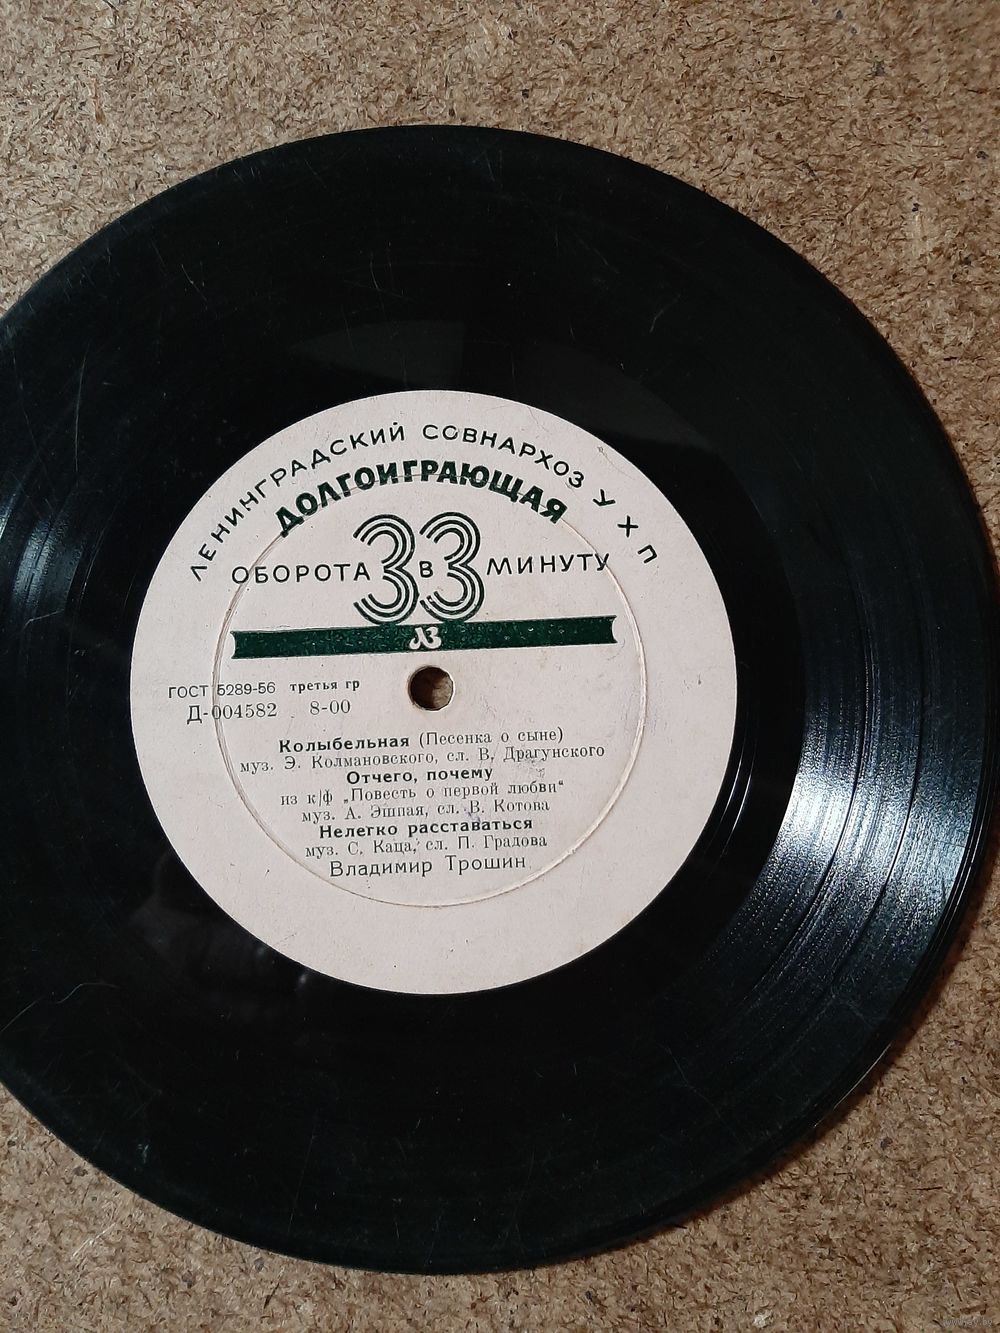 ЛЕНИНГРАДСКИЙ СОВНАРХОЗ УХП
ДОЛГОИГРАЮЩАЯ
33
ОБОРОТА В МИНУТУ
ЛЗ
ГОСТ 5289-56 третья гр
Д-004582 8-00
Колыбельная (Песенка о сыне)
муз. Э. Колмановского, сл. В. Драгунского
Отчего, почему
из к/ф „Повесть о первой любви“
муз. А. Эшпая, сл. В. Котова
Нелегко расставаться
муз. С. Каца, сл. П. Градова
Владимир Трошин